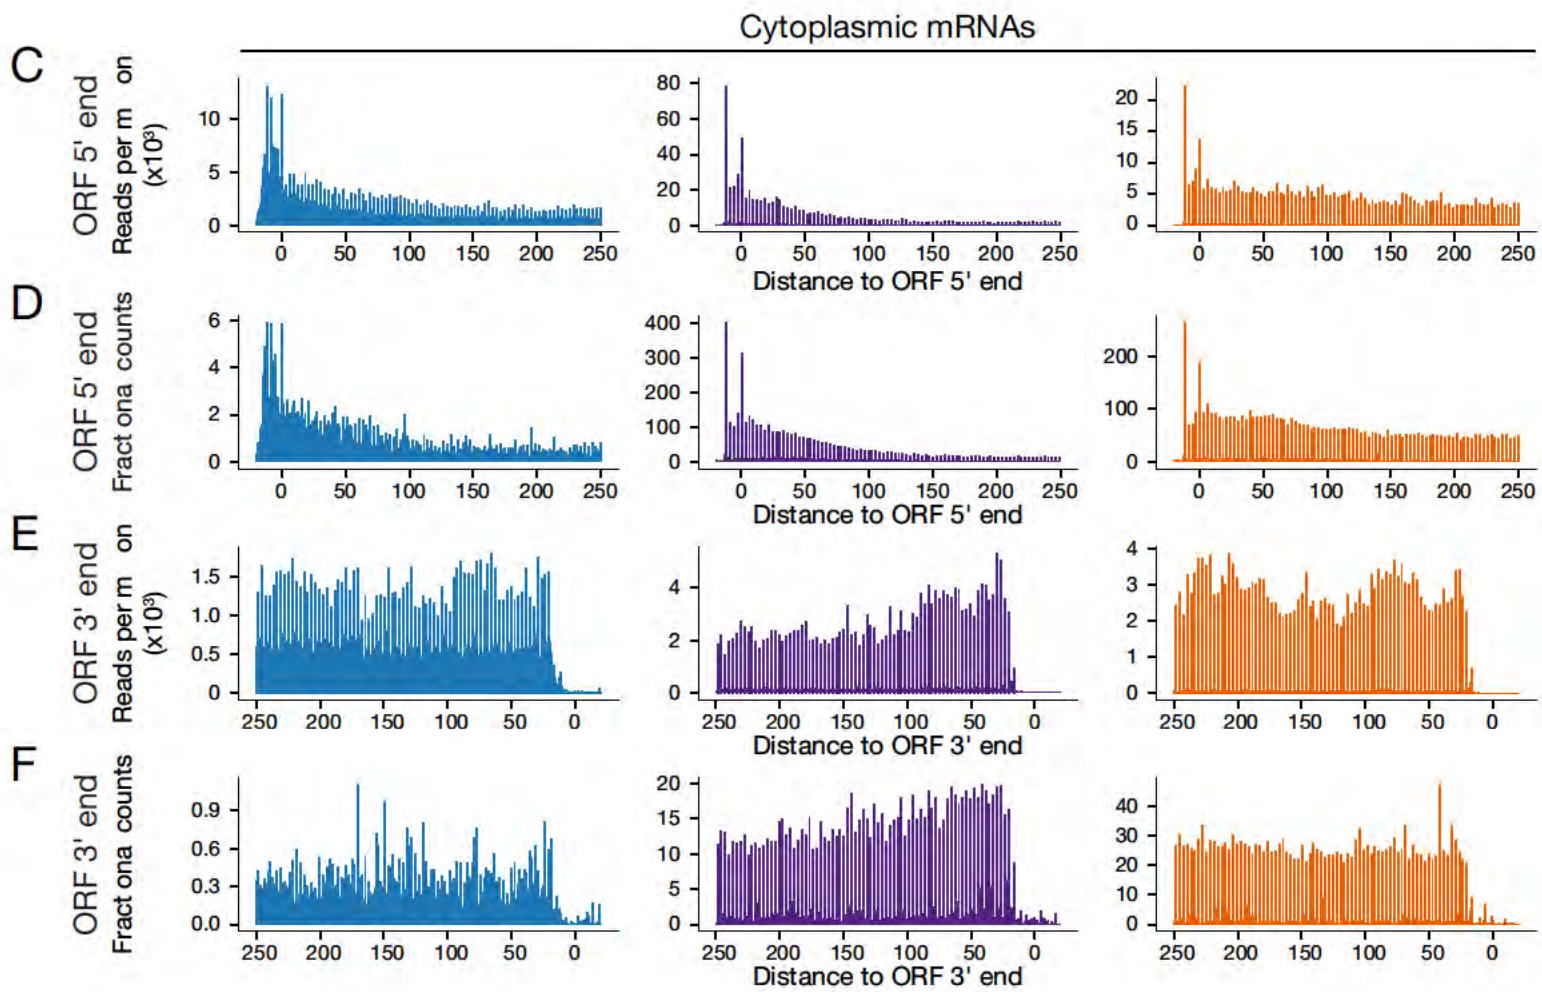 Cytoplasmic mRNAs
C
ORF 5' end
Reads per m on
(x10³)
10
5
0
0 50 100 150 200 250
80
60
40
20
0
0 50 100 150 200 250
20
15
10
5
0
0 50 100 150 200 250
Distance to ORF 5' end
D
ORF 5' end
Fract ona counts
6
4
2
0
0 50 100 150 200 250
400
300
200
100
0
0 50 100 150 200 250
200
100
0
0 50 100 150 200 250
Distance to ORF 5' end
E
ORF 3' end
Reads per m on
(x10³)
1.5
1.0
0.5
0
250 200 150 100 50 0
4
2
0
250 200 150 100 50 0
4
3
2
1
0
250 200 150 100 50 0
Distance to ORF 3' end
F
ORF 3' end
Fract ona counts
0.9
0.6
0.3
0.0
250 200 150 100 50 0
20
15
10
5
0
250 200 150 100 50 0
40
30
20
10
0
250 200 150 100 50 0
Distance to ORF 3' end